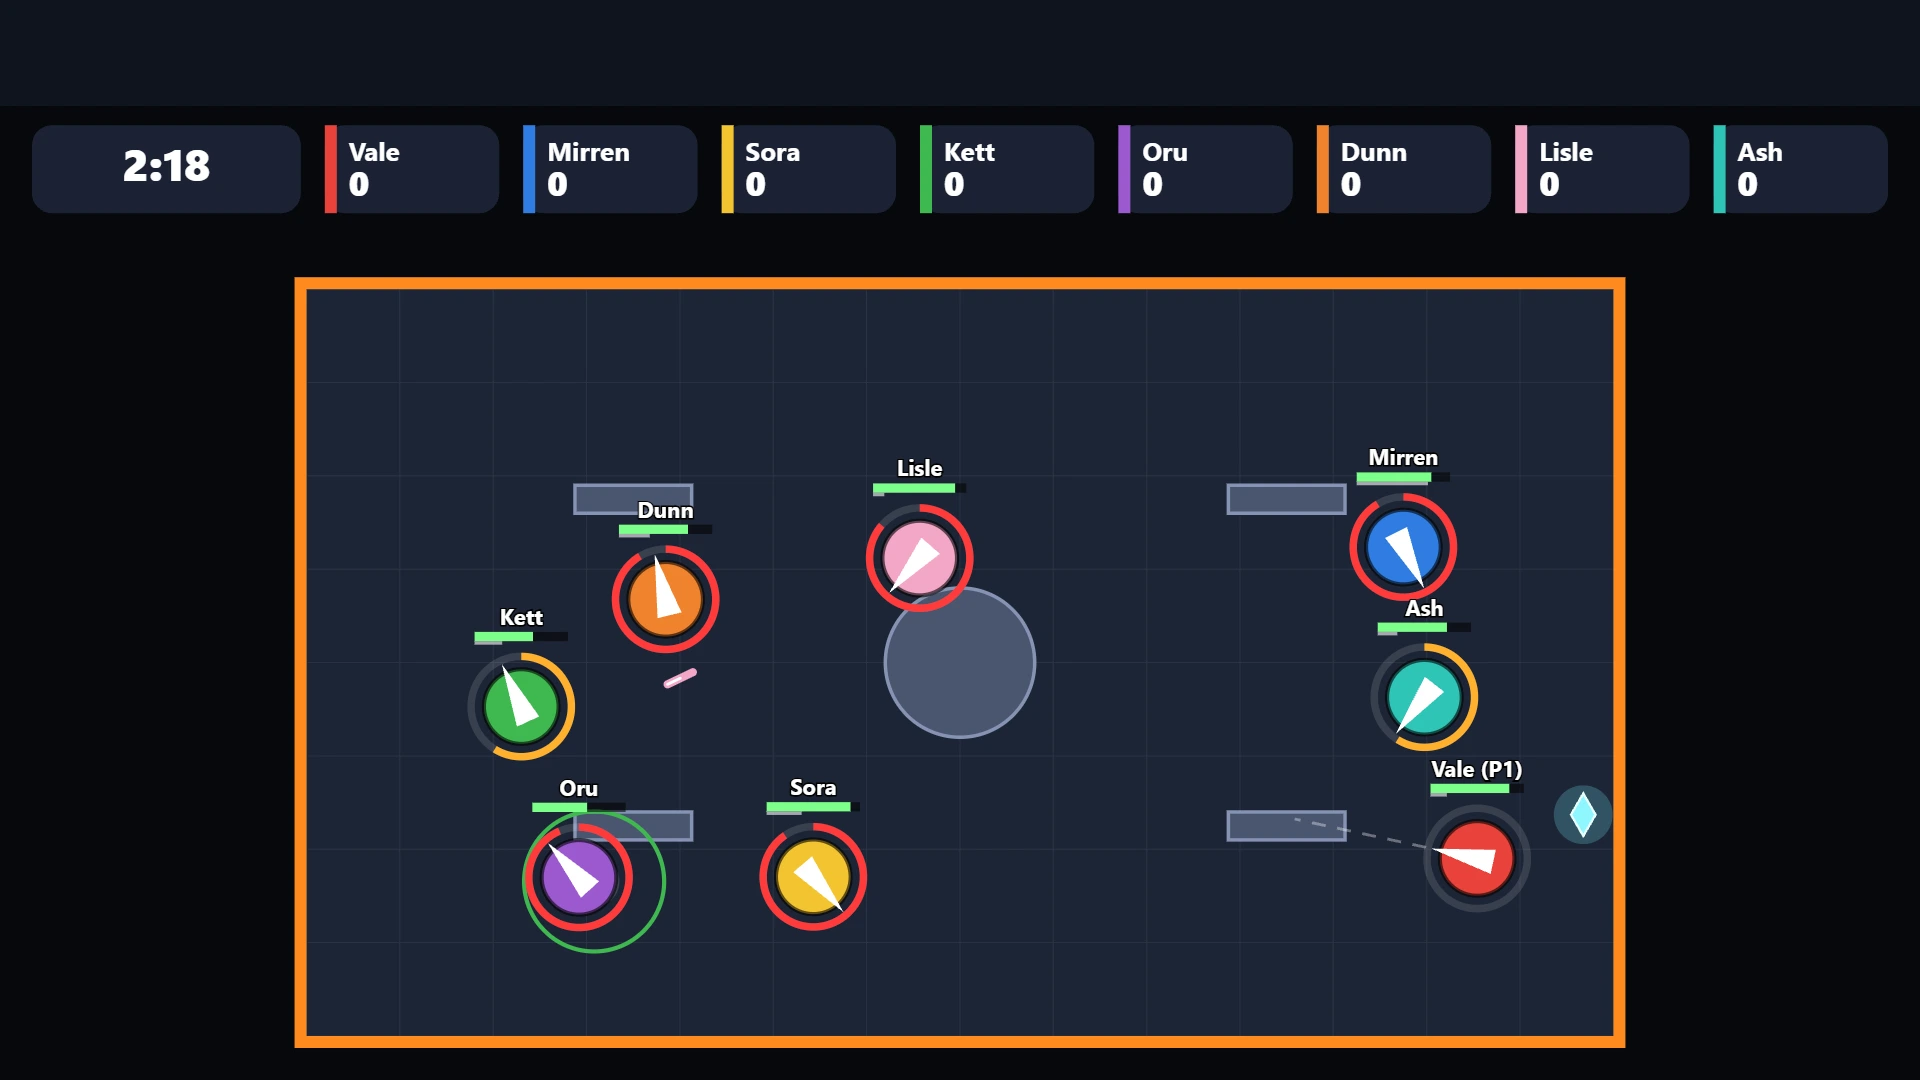 2:18
Vale
0
Mirren
0
Sora
0
Kett
0
Oru
0
Dunn
0
Lisle
0
Ash
0
Mirren
Lisle
Dunn
Ash
Kett
Vale (P1)
Oru
Sora